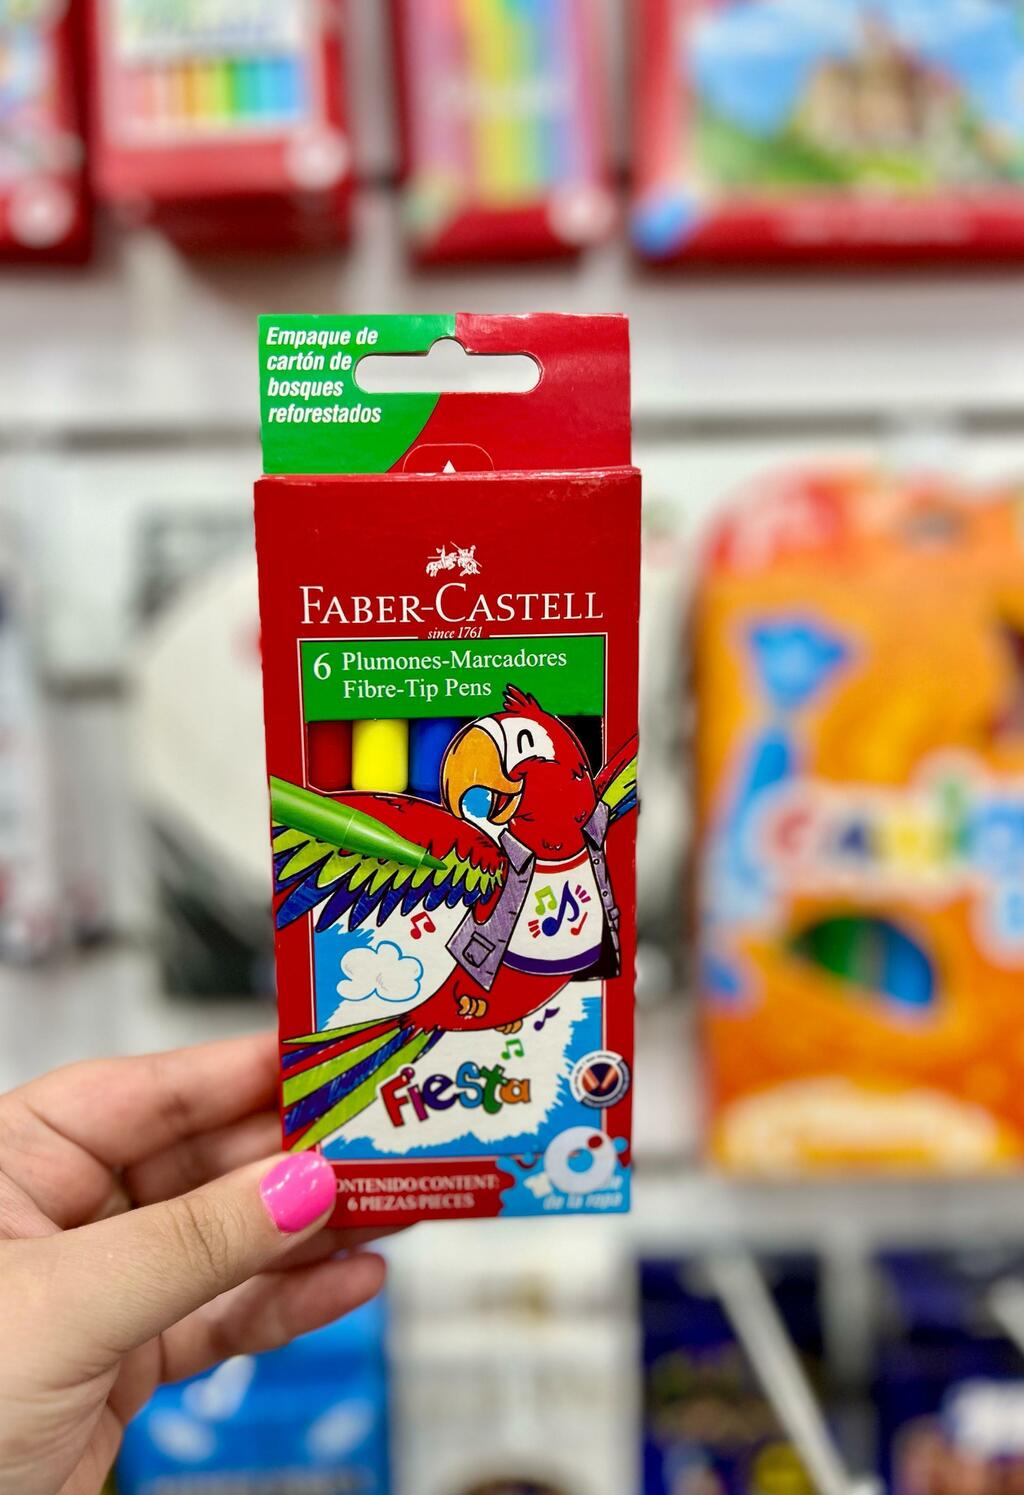 Empaque de
cartón de
bosques
reforestados
FABER-CASTELL
since 1761
6 Plumones-Marcadores
Fibre-Tip Pens
Fiesta
CONTENIDO CONTENT:
6 PIEZAS PIECES
de la ropa